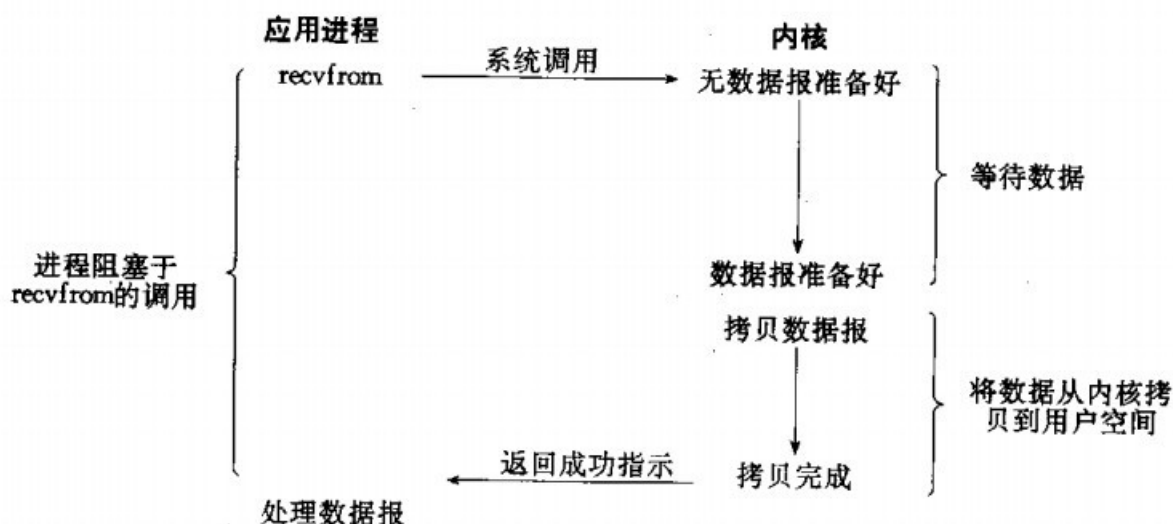 应用进程
内核
recvfrom
系统调用
无数据报准备好
等待数据
进程阻塞于
recvfrom的调用
数据报准备好
拷贝数据报
将数据从内核拷
贝到用户空间
返回成功指示
拷贝完成
处理数据报